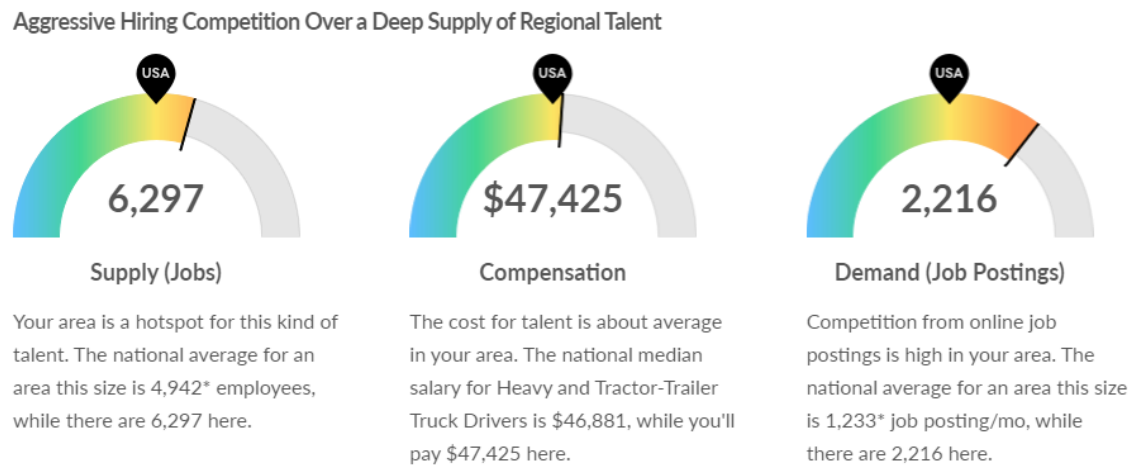 Aggressive Hiring Competition Over a Deep Supply of Regional Talent
USA
USA
USA
6,297
$47,425
2,216
Supply (Jobs)
Compensation
Demand (Job Postings)
Your area is a hotspot for this kind of
talent. The national average for an
area this size is 4,942* employees,
while there are 6,297 here.
The cost for talent is about average
in your area. The national median
salary for Heavy and Tractor-Trailer
Truck Drivers is $46,881, while you'll
pay $47,425 here.
Competition from online job
postings is high in your area. The
national average for an area this size
is 1,233* job posting/mo, while
there are 2,216 here.